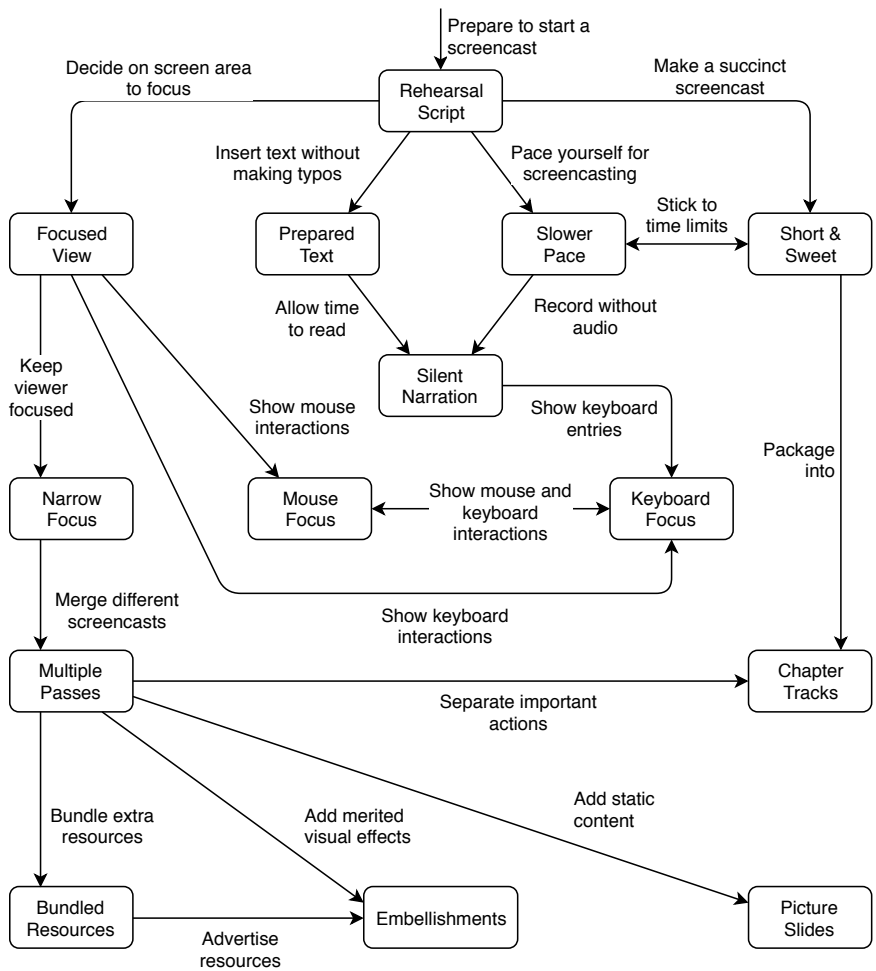 Prepare to start a
screencast
Decide on screen area
to focus
Make a succinct
screencast
Rehearsal
Script
Insert text without
making typos
Pace yourself for
screencasting
Stick to
time limits
Focused
View
Prepared
Text
Slower
Pace
Short &
Sweet
Allow time
to read
Record without
audio
Keep
viewer
focused
Silent
Narration
Show mouse
interactions
Show keyboard
entries
Package
into
Narrow
Focus
Mouse
Focus
Show mouse and
keyboard
interactions
Keyboard
Focus
Merge different
screencasts
Show keyboard
interactions
Multiple
Passes
Chapter
Tracks
Separate important
actions
Bundle extra
resources
Add merited
visual effects
Add static
content
Bundled
Resources
Embellishments
Picture
Slides
Advertise
resources